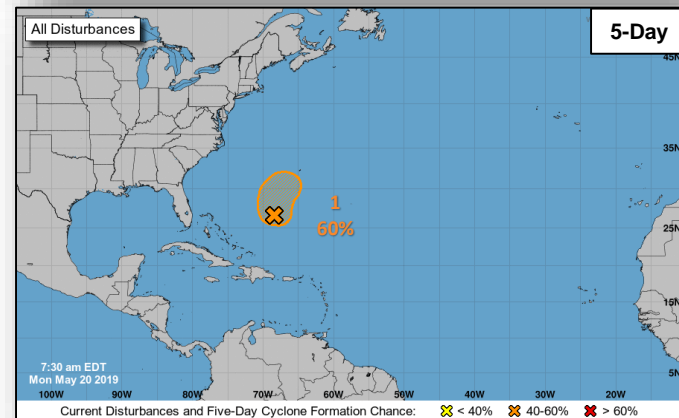 All Disturbances
5-Day
45N
35N
1
60%
25N
15N
7:30 am EDT
Mon May 20 2019
5N
100W 90W 80W 70W 60W 50W 40W 30W 20W
Current Disturbances and Five-Day Cyclone Formation Chance: < 40% 40-60% > 60%